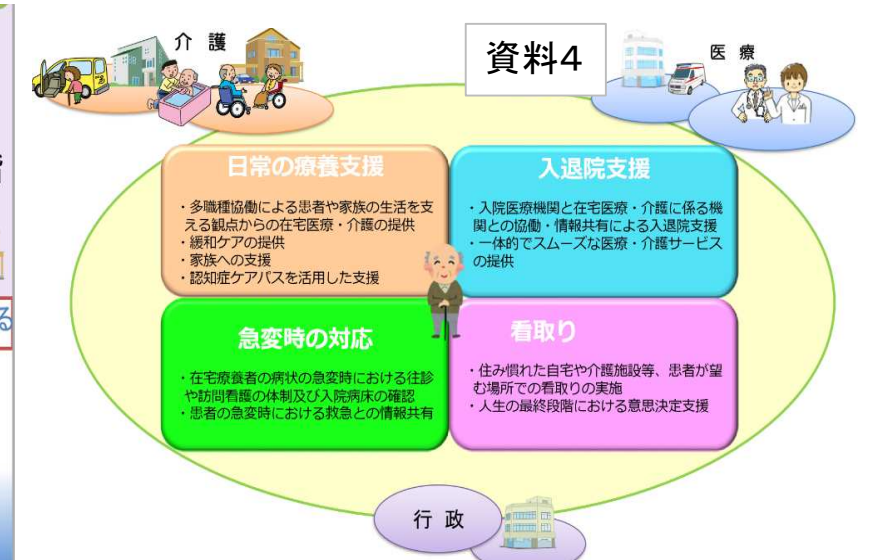 介 護
資料4
医 療
日常の療養支援
・多職種協働による患者や家族の生活を支
える観点からの在宅医療・介護の提供
・緩和ケアの提供
・家族への支援
・認知症ケアパスを活用した支援
入退院支援
・入院医療機関と在宅医療・介護に係る機
関との協働・情報共有による入退院支援
・一体的でスムーズな医療・介護サービス
の提供
急変時の対応
・在宅療養者の病状の急変時における往診
や訪問看護の体制及び入院病床の確認
・患者の急変時における救急との情報共有
看取り
・住み慣れた自宅や介護施設等、患者が望
む場所での看取りの実施
・人生の最終段階における意思決定支援
る
行 政